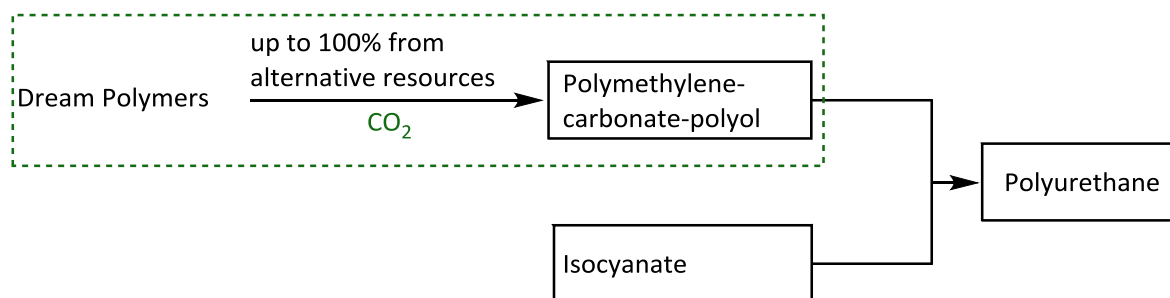 up to 100% from
alternative resources
Dream Polymers
CO₂
Polymethylene-
carbonate-polyol
Polyurethane
Isocyanate